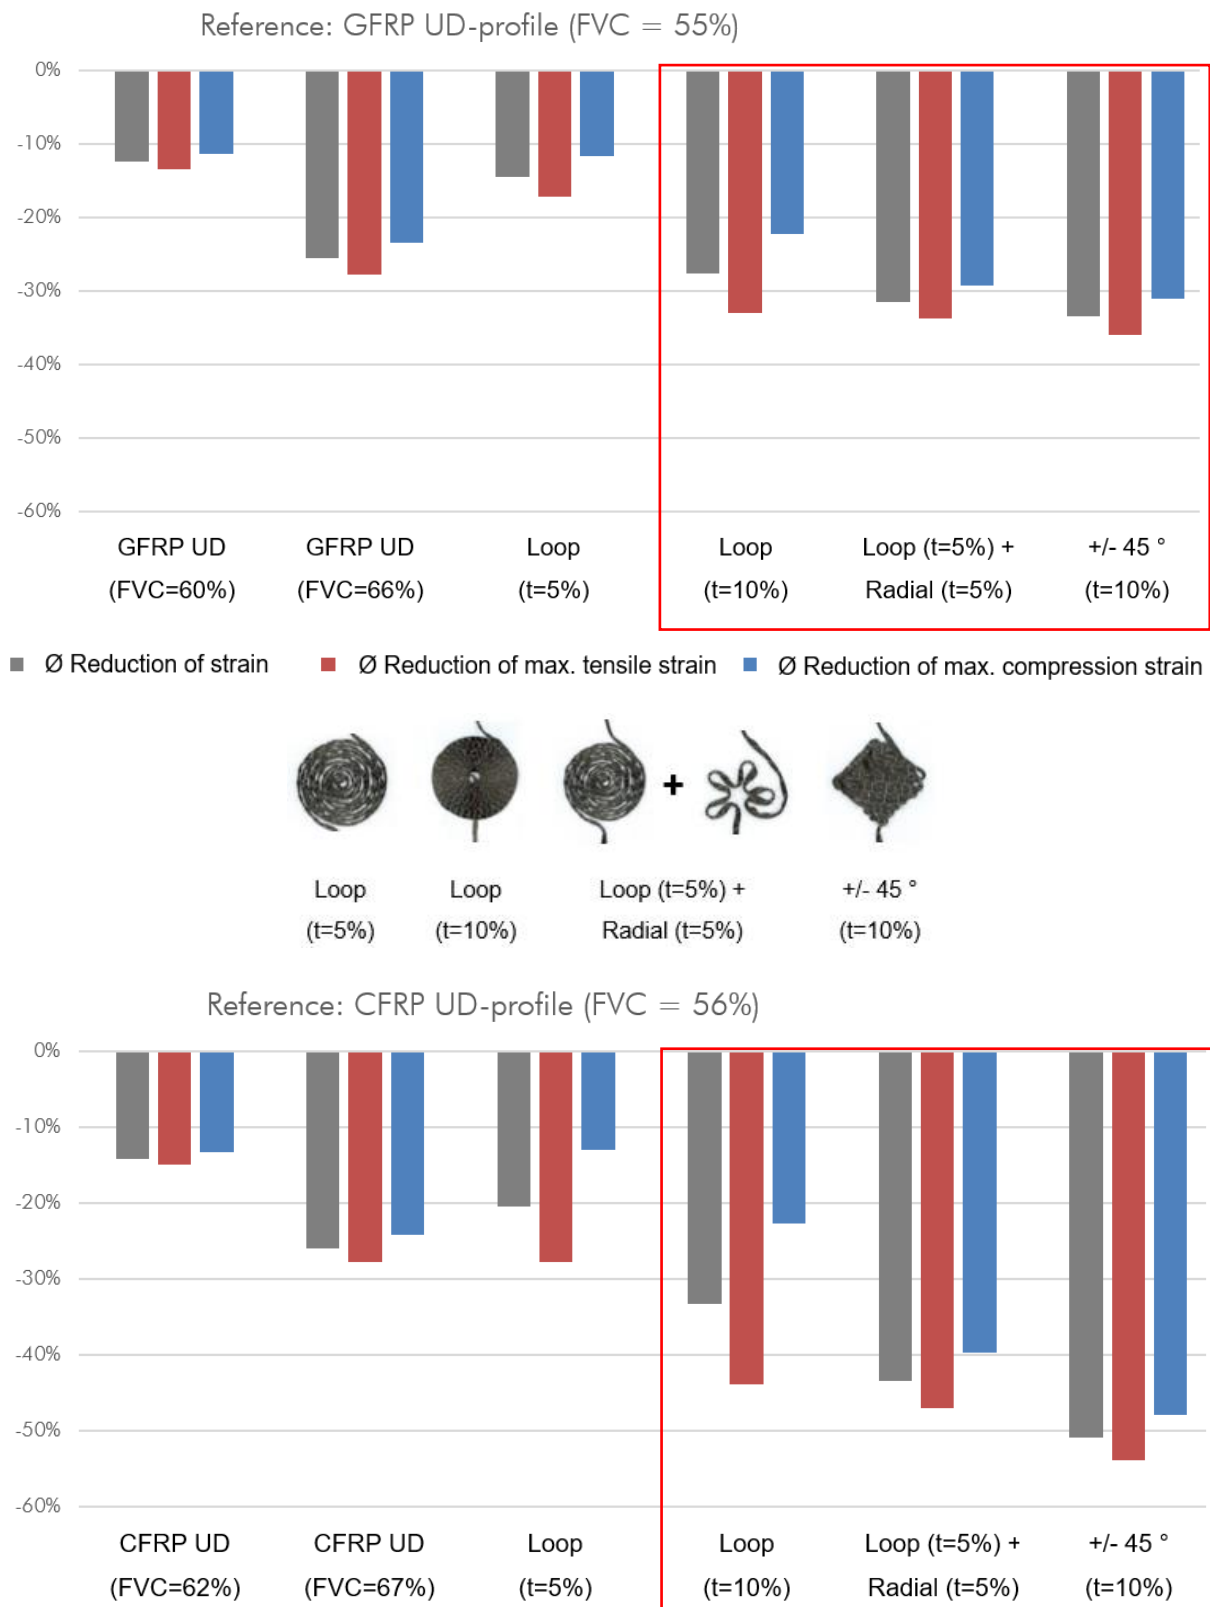 Reference: GFRP UD-profile (FVC = 55%)
0%
-10%
-20%
-30%
-40%
-50%
-60%
GFRP UD GFRP UD Loop Loop Loop (t=5%) + +/- 45 °
(FVC=60%) (FVC=66%) (t=5%) (t=10%) Radial (t=5%) (t=10%)
Ø Reduction of strain Ø Reduction of max. tensile strain Ø Reduction of max. compression strain
+
Loop Loop Loop (t=5%) + +/- 45 °
(t=5%) (t=10%) Radial (t=5%) (t=10%)
Reference: CFRP UD-profile (FVC = 56%)
0%
-10%
-20%
-30%
-40%
-50%
-60%
CFRP UD CFRP UD Loop Loop Loop (t=5%) + +/- 45 °
(FVC=62%) (FVC=67%) (t=5%) (t=10%) Radial (t=5%) (t=10%)